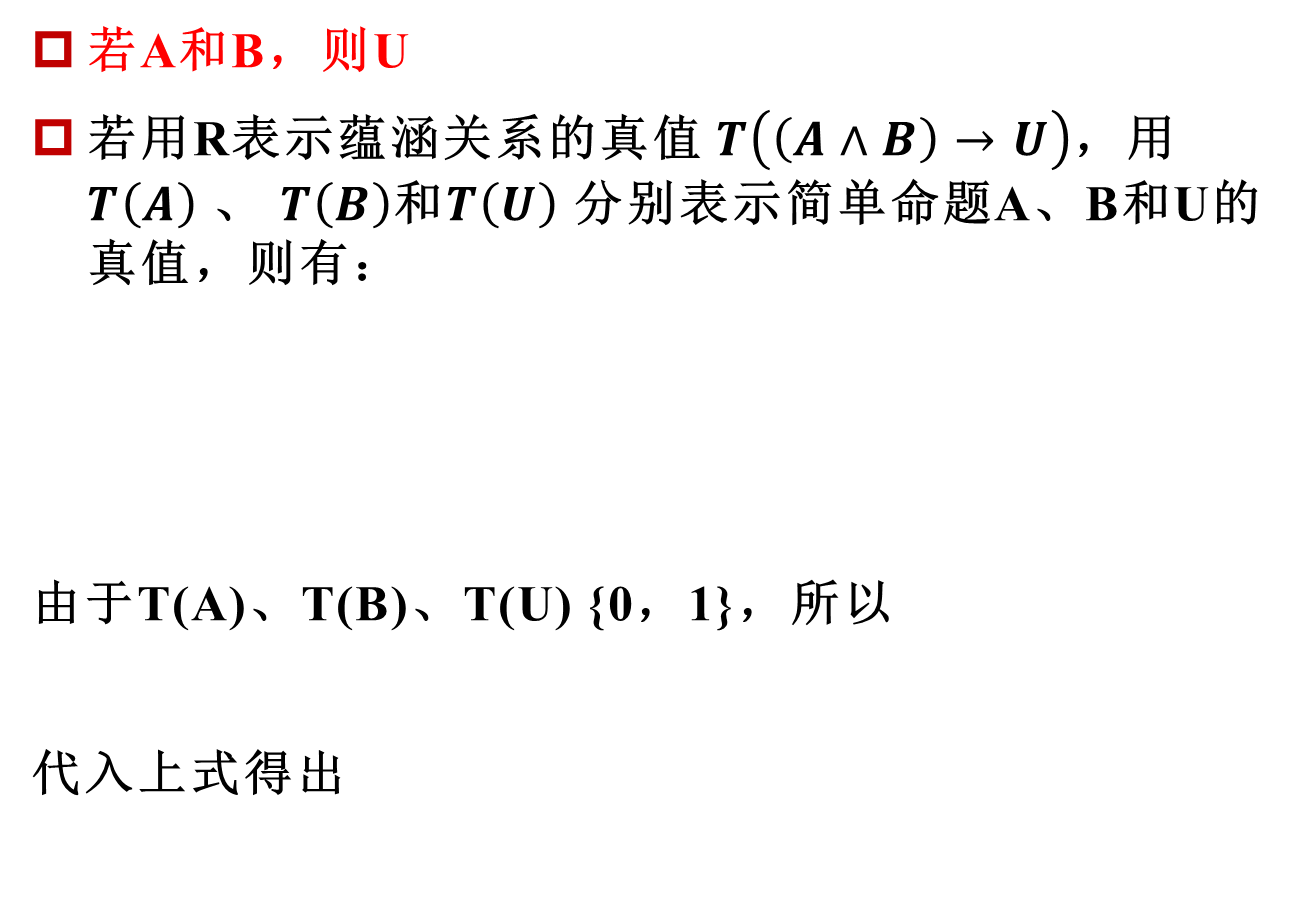 若A和B，则U
若用R表示蕴涵关系的真值 T((A ∧ B) → U)，用
T(A) 、 T(B)和T(U) 分别表示简单命题A、B和U的
真值，则有：
由于T(A)、T(B)、T(U) {0，1}，所以
代入上式得出